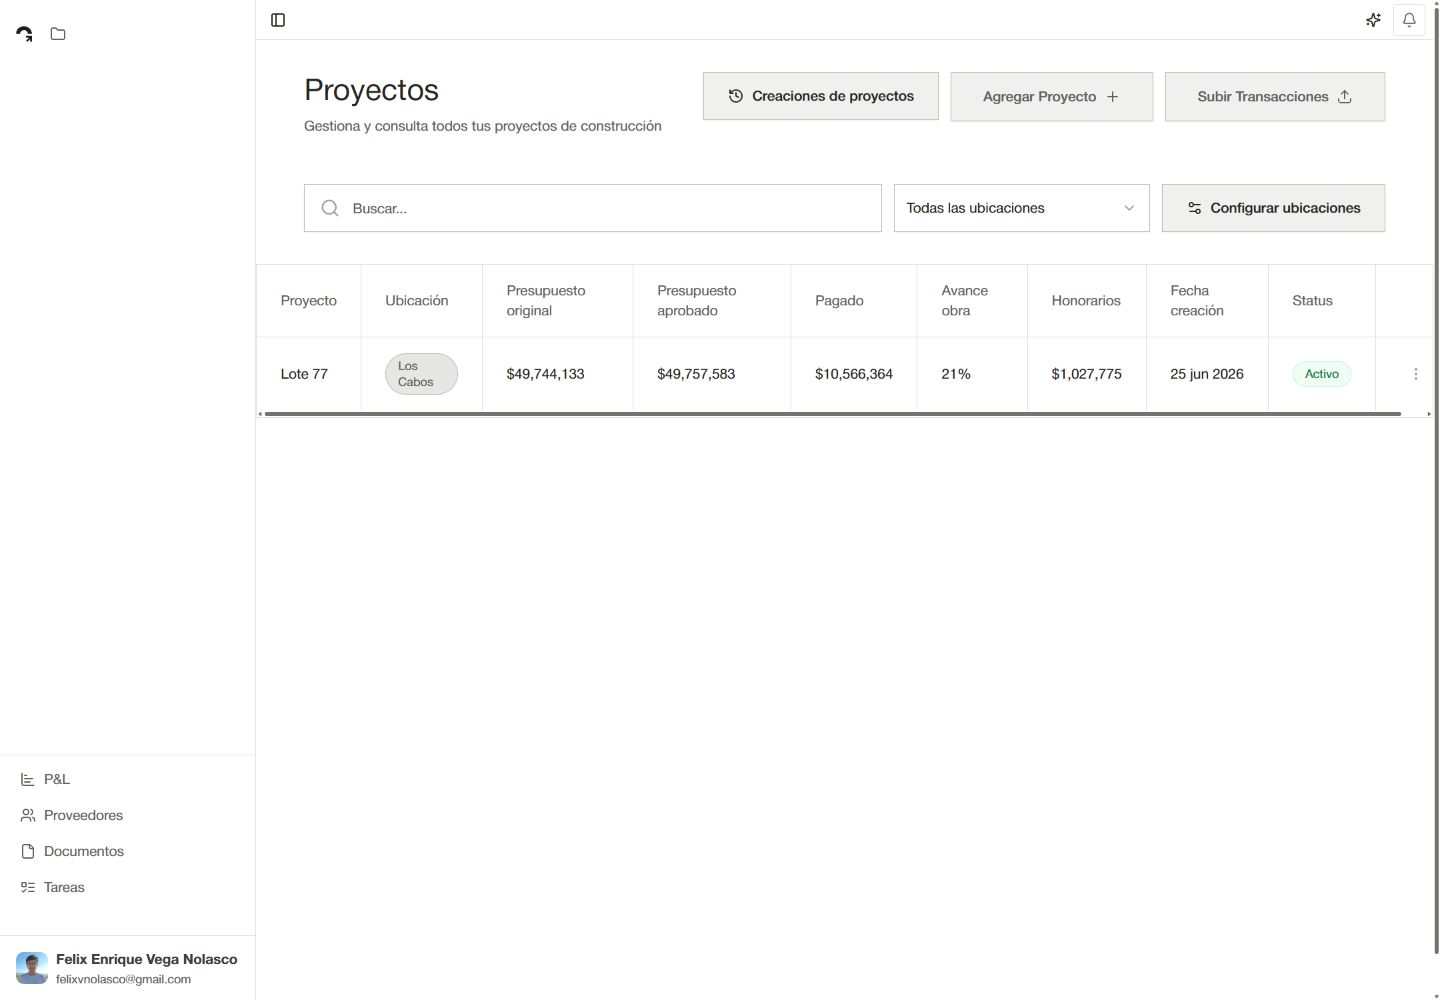 Proyectos
Gestiona y consulta todos tus proyectos de construcción
Creaciones de proyectos
Agregar Proyecto
Subir Transacciones
Buscar...
Todas las ubicaciones
Configurar ubicaciones
Proyecto
Ubicación
Presupuesto
original
Presupuesto
aprobado
Pagado
Avance
obra
Honorarios
Fecha
creación
Status
Lote 77
Los
Cabos
$49,744,133
$49,757,583
$10,566,364
21%
$1,027,775
25 jun 2026
Activo
P&L
Proveedores
Documentos
Tareas
Felix Enrique Vega Nolasco
felixvnolasco@gmail.com